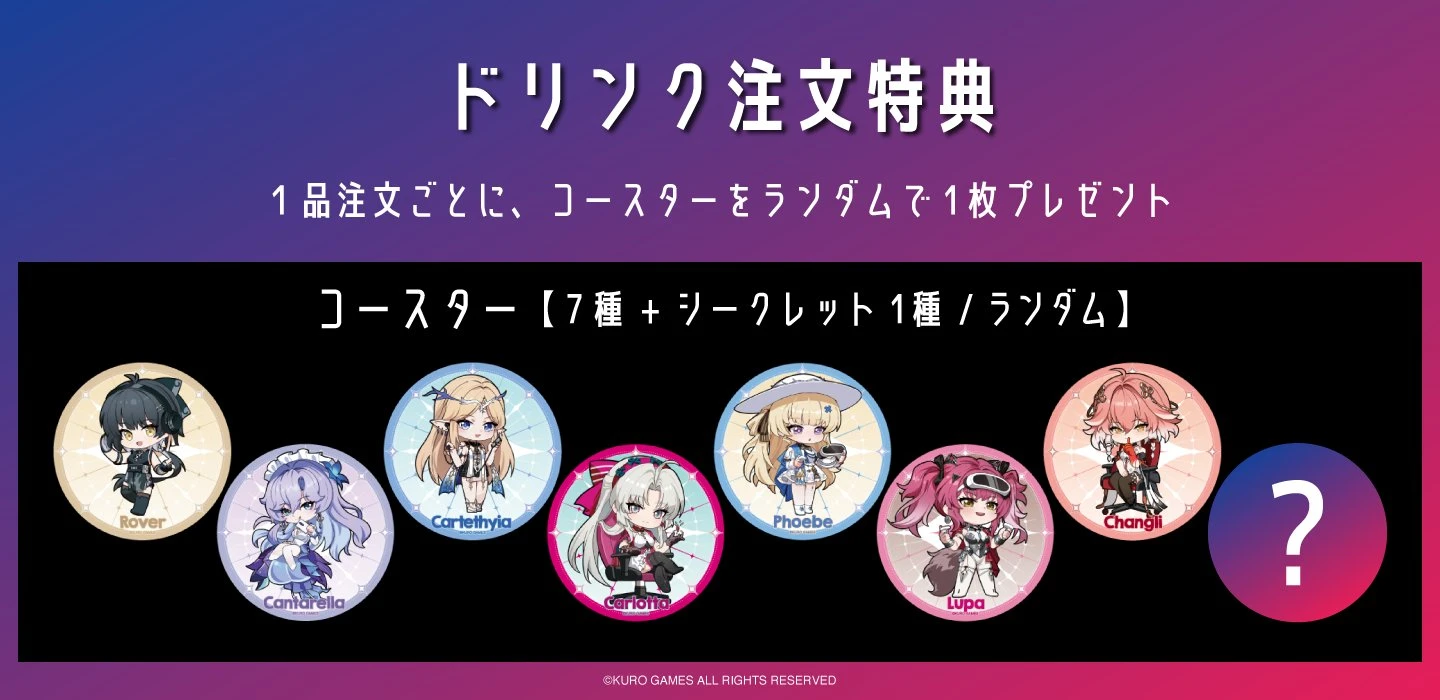 ドリンク注文特典
1品注文ごとに、コースターをランダムで1枚プレゼント
コースター【7種 + シークレット1種 / ランダム】
Rover
Cartethyia
Phoebe
Changli
Cantarella
Carlotta
Lupa
?
©KURO GAMES ALL RIGHTS RESERVED